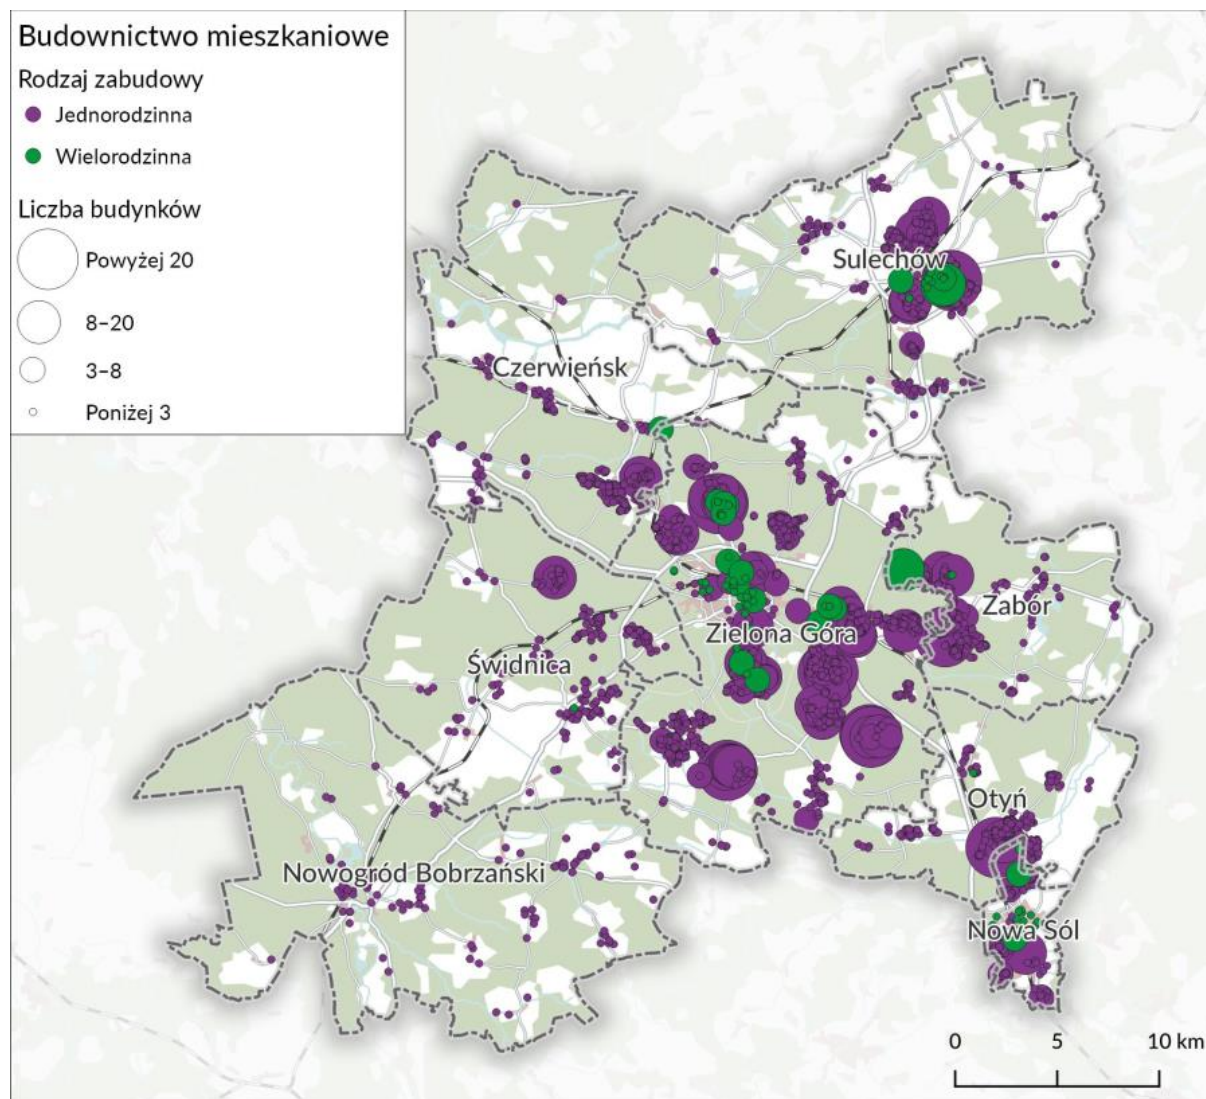 Budownictwo mieszkaniowe
Rodzaj zabudowy
Jednorodzinna
Wielorodzinna
Liczba budynków
Powyżej 20
8–20
3–8
Poniżej 3
Sulechów
Czerwieńsk
Zabór
Zielona Góra
Świdnica
Otyń
Nowogród Bobrzański
Nowa Sól
0 5 10 km